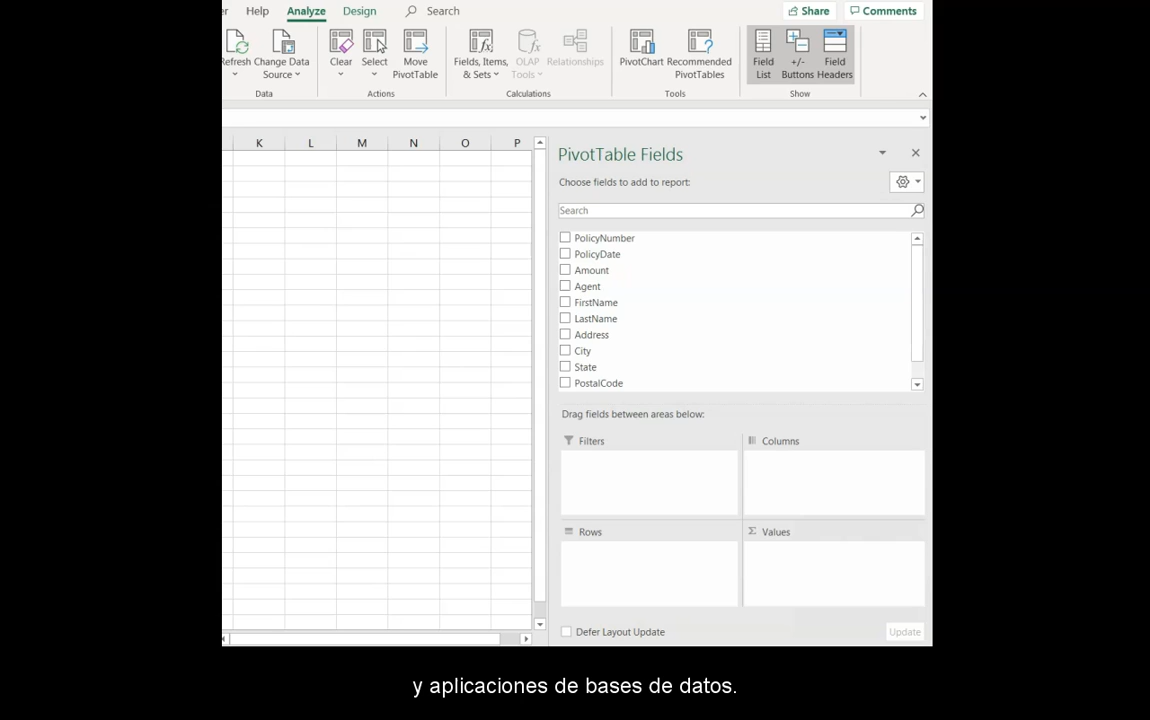 er Help Analyze Design Search Share Comments
Refresh Change Data Source Clear Select Move PivotTable Fields, Items, & Sets OLAP Tools Relationships PivotChart Recommended PivotTables Field List +/- Buttons Field Headers
Data Actions Calculations Tools Show
K L M N O P
PivotTable Fields
Choose fields to add to report:
Search
PolicyNumber
PolicyDate
Amount
Agent
FirstName
LastName
Address
City
State
PostalCode
Drag fields between areas below:
Filters Columns
Rows Values
Defer Layout Update Update
y aplicaciones de bases de datos.